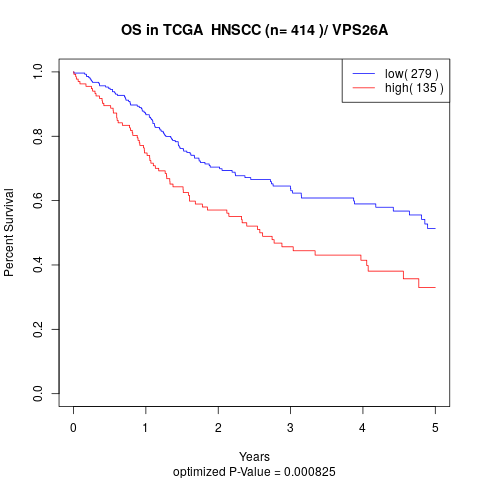 OS in TCGA  HNSCC (n= 414 )/ VPS26A
low( 279 )
high( 135 )
Percent Survival
1.0
0.8
0.6
0.4
0.2
0.0
0 1 2 3 4 5
Years
optimized P-Value = 0.000825